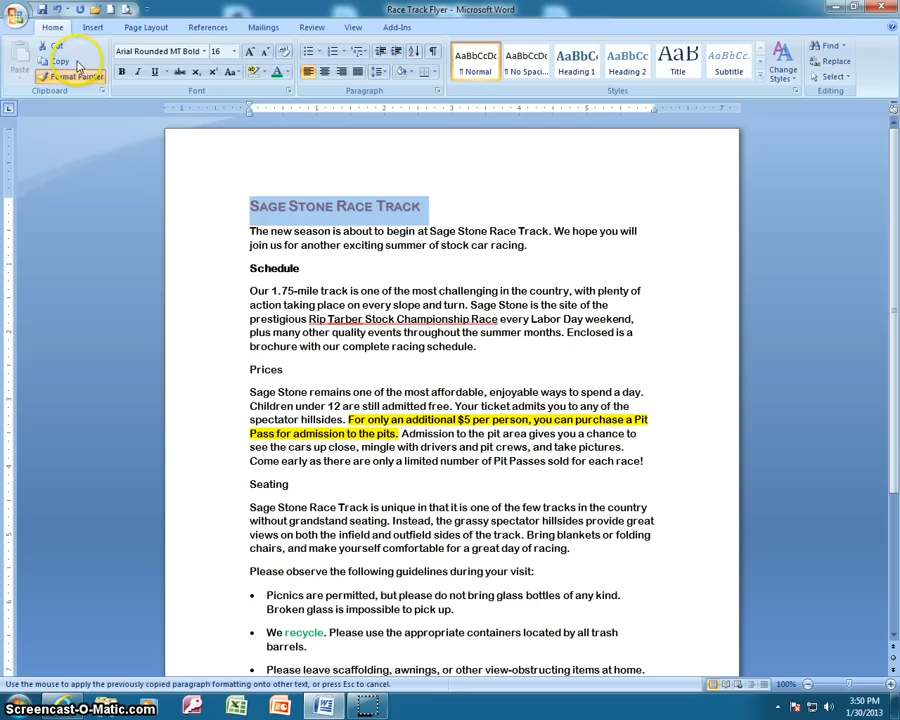 Race Track Flyer - Microsoft Word
Home Insert Page Layout References Mailings Review View Add-Ins
Paste
Cut
Copy
Format Painter
Clipboard
Arial Rounded MT Bold 16
Font
Paragraph
AaBbCcDc AaBbCcDc AaBbCc AaBbCc AaB AaBbCc.
¶ Normal ¶ No Spaci... Heading 1 Heading 2 Title Subtitle
Change Styles
Styles
Find
Replace
Select
Editing
1 1 2 3 4 5 6 7
Sage Stone Race Track
The new season is about to begin at Sage Stone Race Track. We hope you will
join us for another exciting summer of stock car racing.
Schedule
Our 1.75-mile track is one of the most challenging in the country, with plenty of
action taking place on every slope and turn. Sage Stone is the site of the
prestigious Rip Tarber Stock Championship Race every Labor Day weekend,
plus many other quality events throughout the summer months. Enclosed is a
brochure with our complete racing schedule.
Prices
Sage Stone remains one of the most affordable, enjoyable ways to spend a day.
Children under 12 are still admitted free. Your ticket admits you to any of the
spectator hillsides. For only an additional $5 per person, you can purchase a Pit
Pass for admission to the pits. Admission to the pit area gives you a chance to
see the cars up close, mingle with drivers and pit crews, and take pictures.
Come early as there are only a limited number of Pit Passes sold for each race!
Seating
Sage Stone Race Track is unique in that it is one of the few tracks in the country
without grandstand seating. Instead, the grassy spectator hillsides provide great
views on both the infield and outfield sides of the track. Bring blankets or folding
chairs, and make yourself comfortable for a great day of racing.
Please observe the following guidelines during your visit:
• Picnics are permitted, but please do not bring glass bottles of any kind.
Broken glass is impossible to pick up.
• We recycle. Please use the appropriate containers located by all trash
barrels.
• Please leave scaffolding, awnings, or other view-obstructing items at home.
Use the mouse to apply the previously copied paragraph formatting onto other text, or press Esc to cancel.
100%
Screencast-O-Matic.com
3:50 PM
1/30/2013